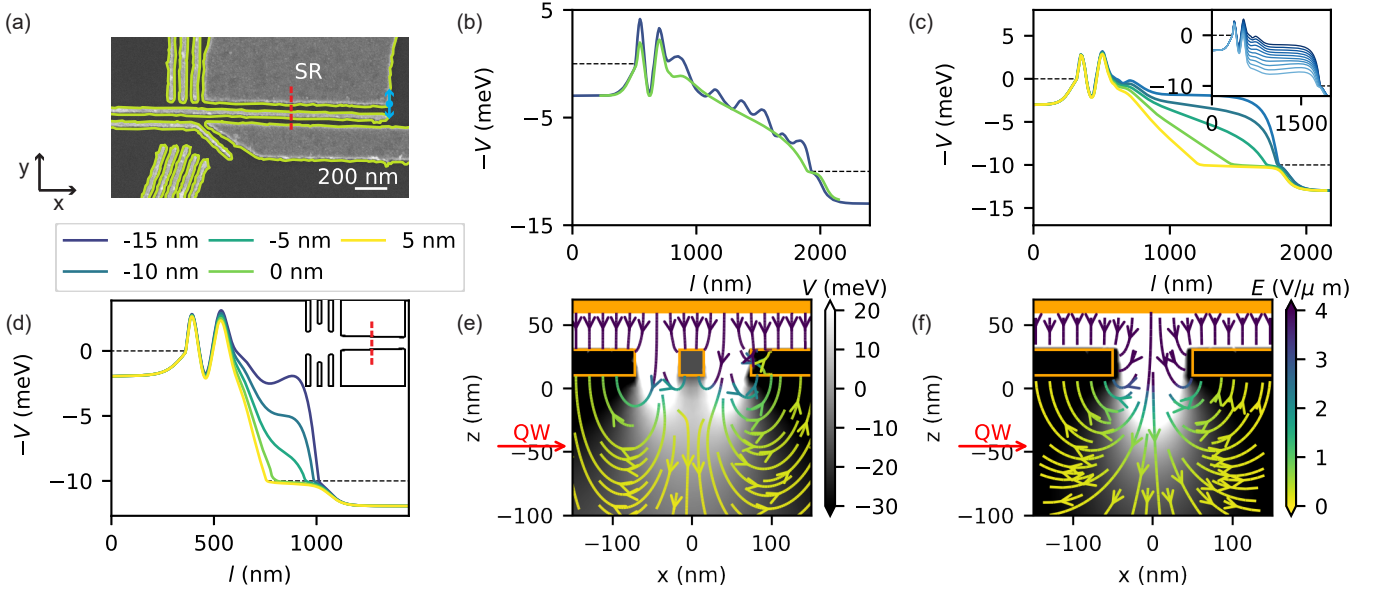 (a)
SR
200 nm
y
x
-15 nm
-5 nm
5 nm
-10 nm
0 nm
(b)
5
0
−5
−15
−V (meV)
0
1000
2000
l (nm)
(c)
5
0
−5
−10
−15
−V (meV)
0
1000
2000
l (nm)
0
−10
0
1500
(d)
0
−5
−10
−V (meV)
0
500
1000
l (nm)
(e)
V (meV)
20
10
0
−10
−20
−30
50
0
−50
−100
z (nm)
QW
−100
0
100
x (nm)
(f)
E (V/μ m)
4
3
2
1
0
50
0
−50
−100
z (nm)
QW
−100
0
100
x (nm)